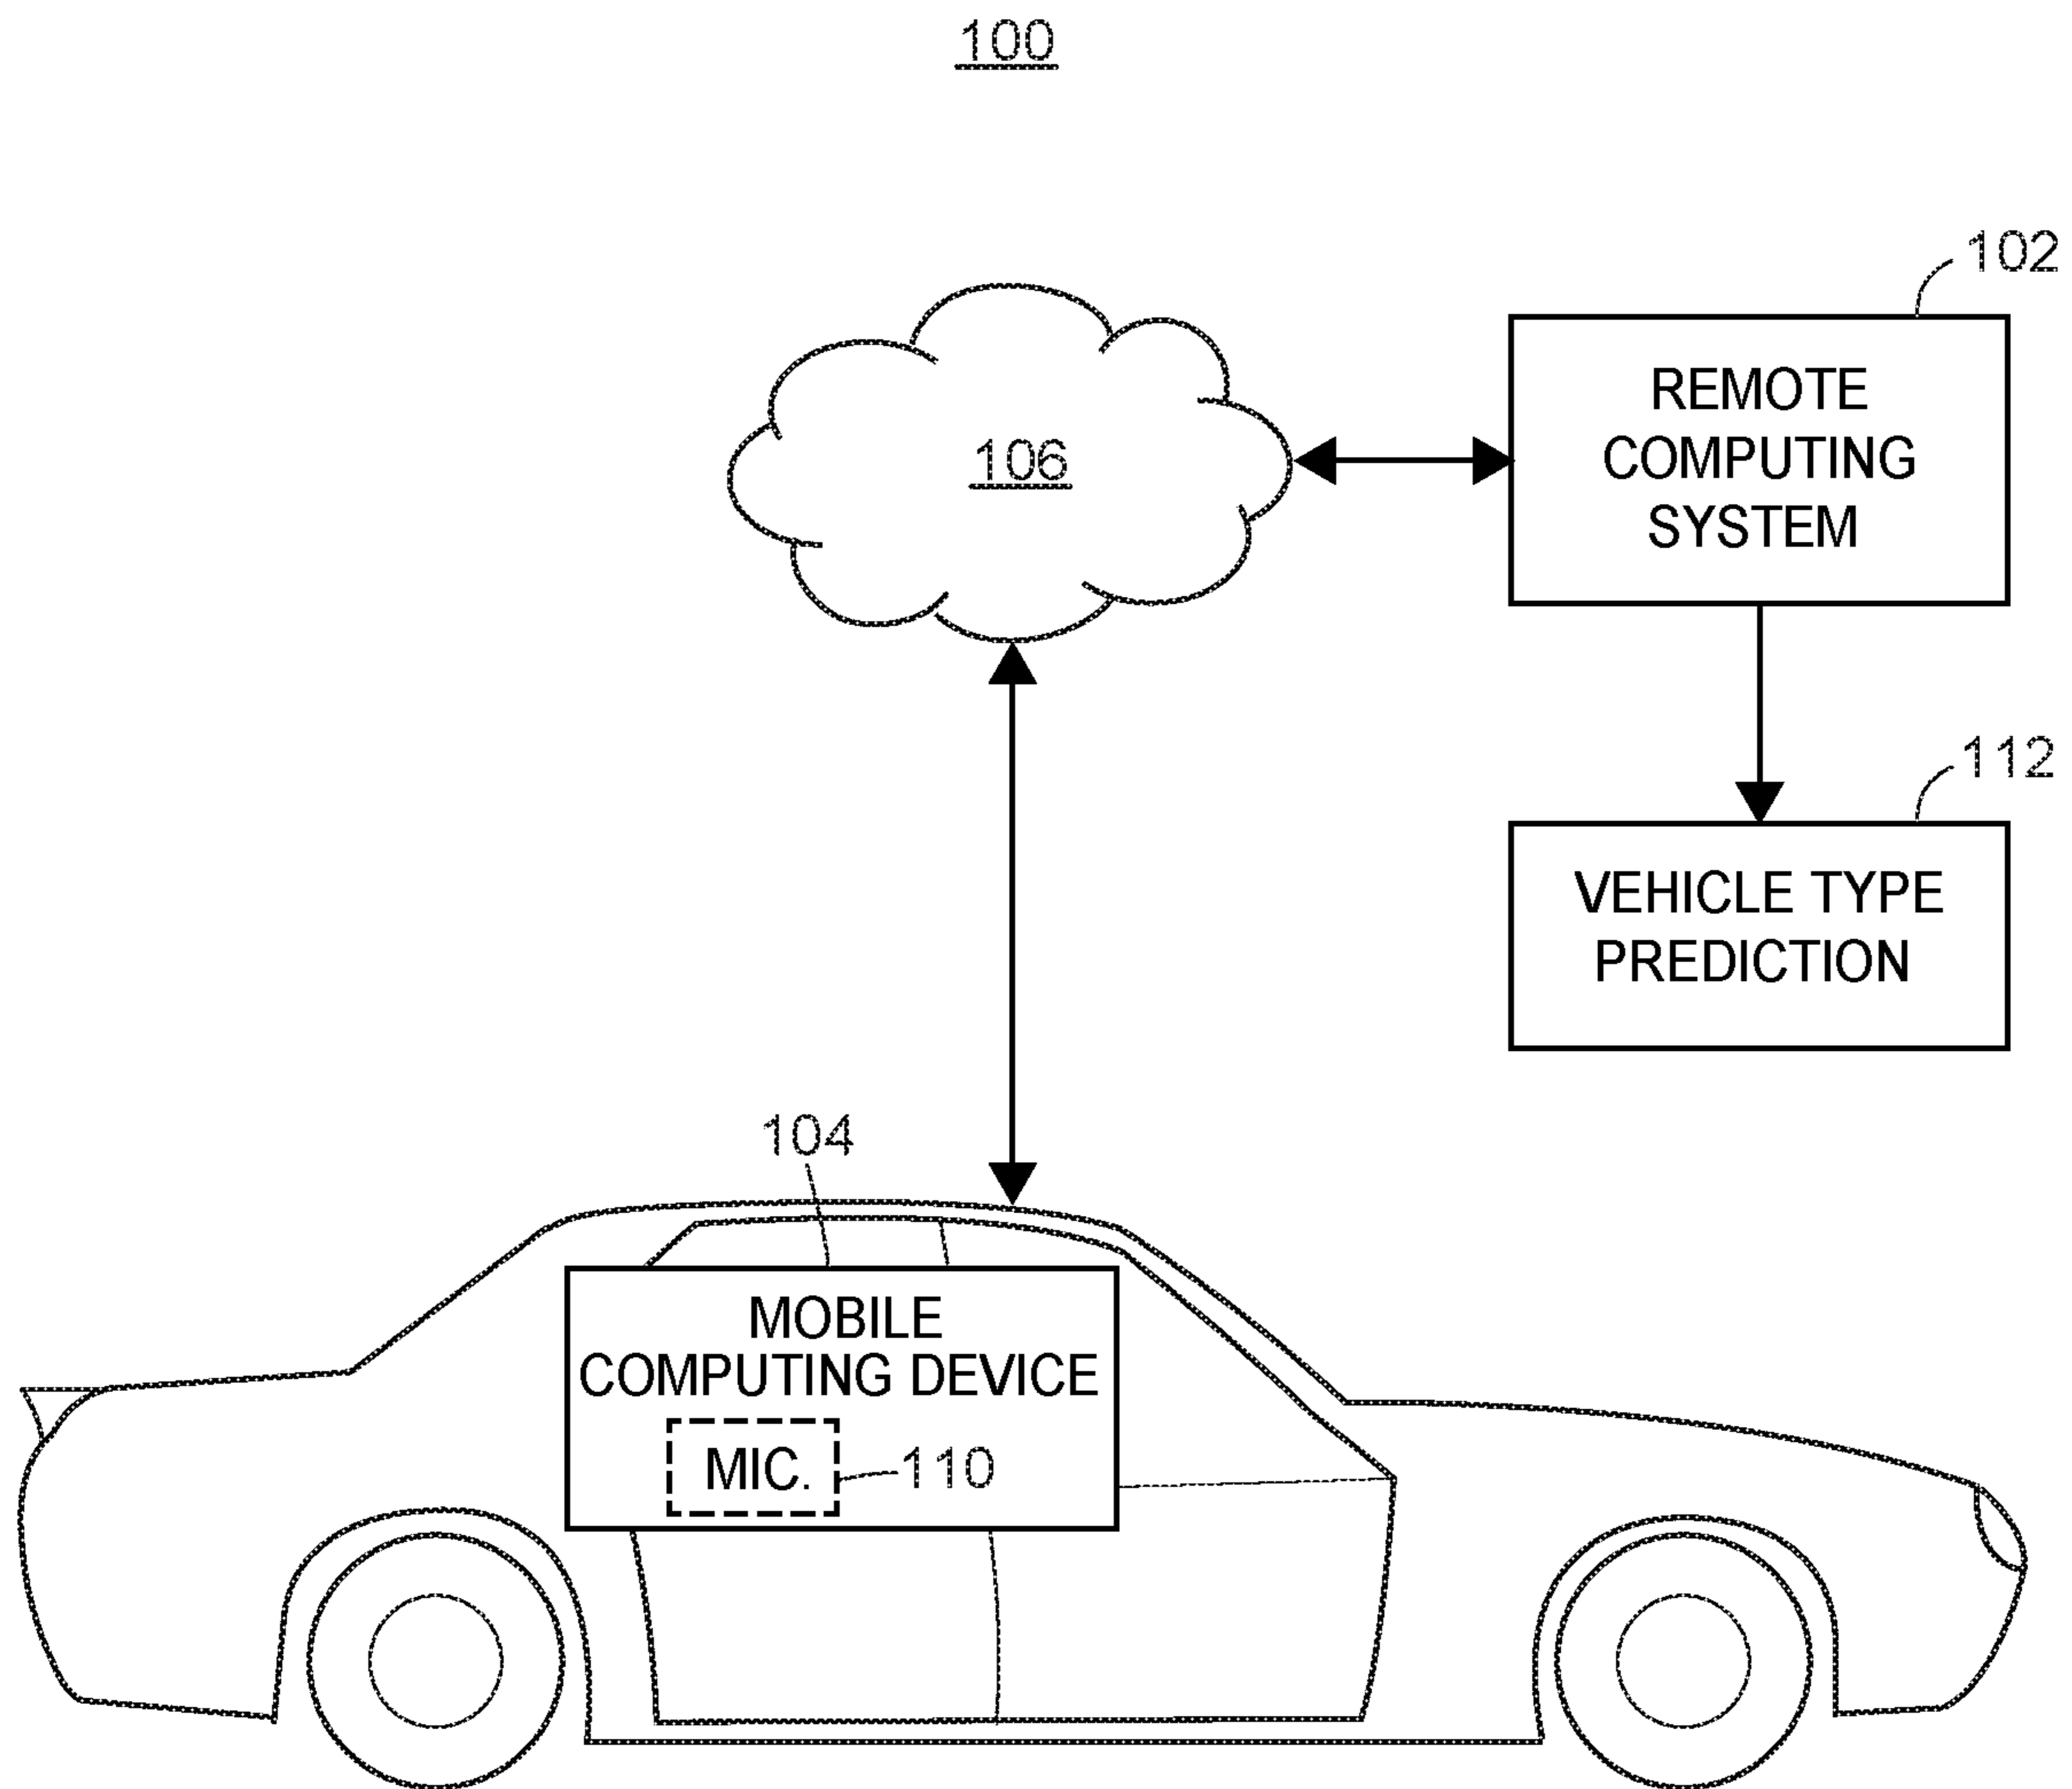 100
102
REMOTE
COMPUTING
SYSTEM
106
112
VEHICLE TYPE
PREDICTION
104
MOBILE
COMPUTING DEVICE
MIC.
110